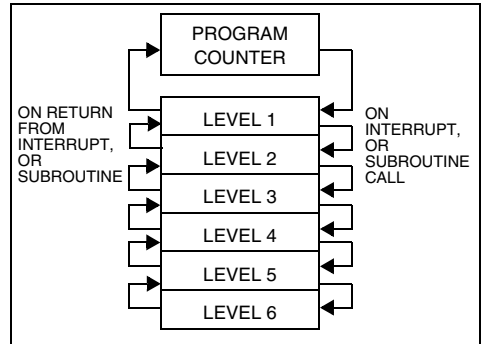 PROGRAM
COUNTER
ON RETURN
FROM
INTERRUPT,
OR
SUBROUTINE
LEVEL 1
LEVEL 2
LEVEL 3
LEVEL 4
LEVEL 5
LEVEL 6
ON
INTERRUPT,
OR
SUBROUTINE
CALL